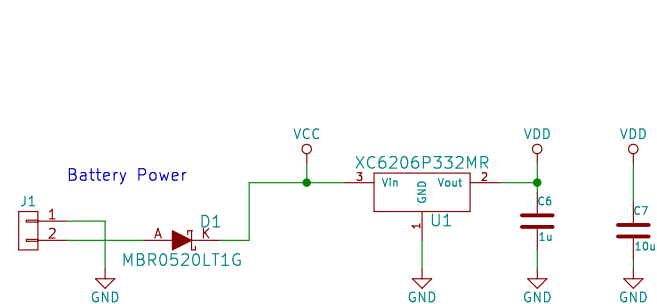 VCC
VDD
VDD
XC6206P332MR
Battery Power
3
Vin
GND
Vout
2
J1
1
2
A
D1
K
MBR0520LT1G
1
U1
C6
1u
C7
10u
GND
GND
GND
GND